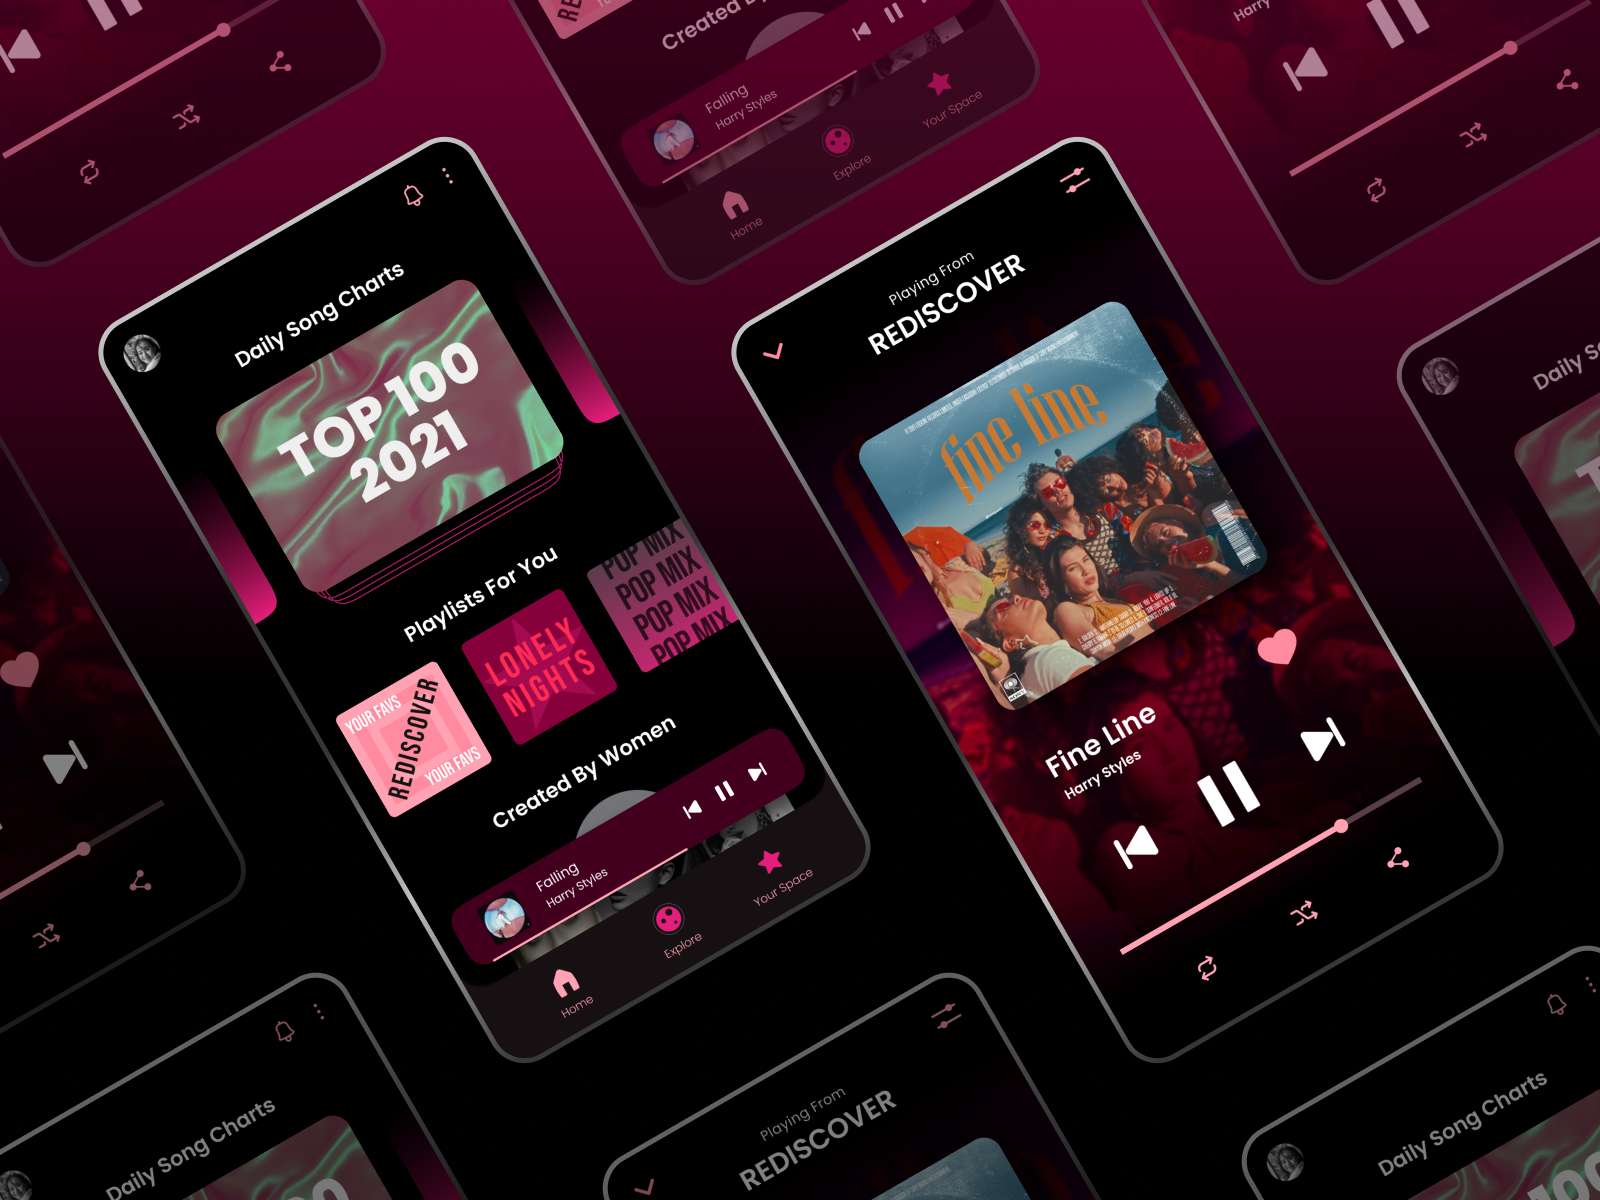 Created By
Falling
Harry Styles
Home
Explore
Your Space
Harry
Daily Song Charts
TOP 100
2021
Playlists For You
YOUR FAVS
REDISCOVER
YOUR FAVS
LONELY
NIGHTS
POP MIX
POP MIX
POP MIX
POP MIX
Created By Women
Falling
Harry Styles
Home
Explore
Your Space
Playing From
REDISCOVER
fine line
Fine Line
Harry Styles
Daily So
Daily Song Charts
Playing From
REDISCOVER
Daily Song Charts